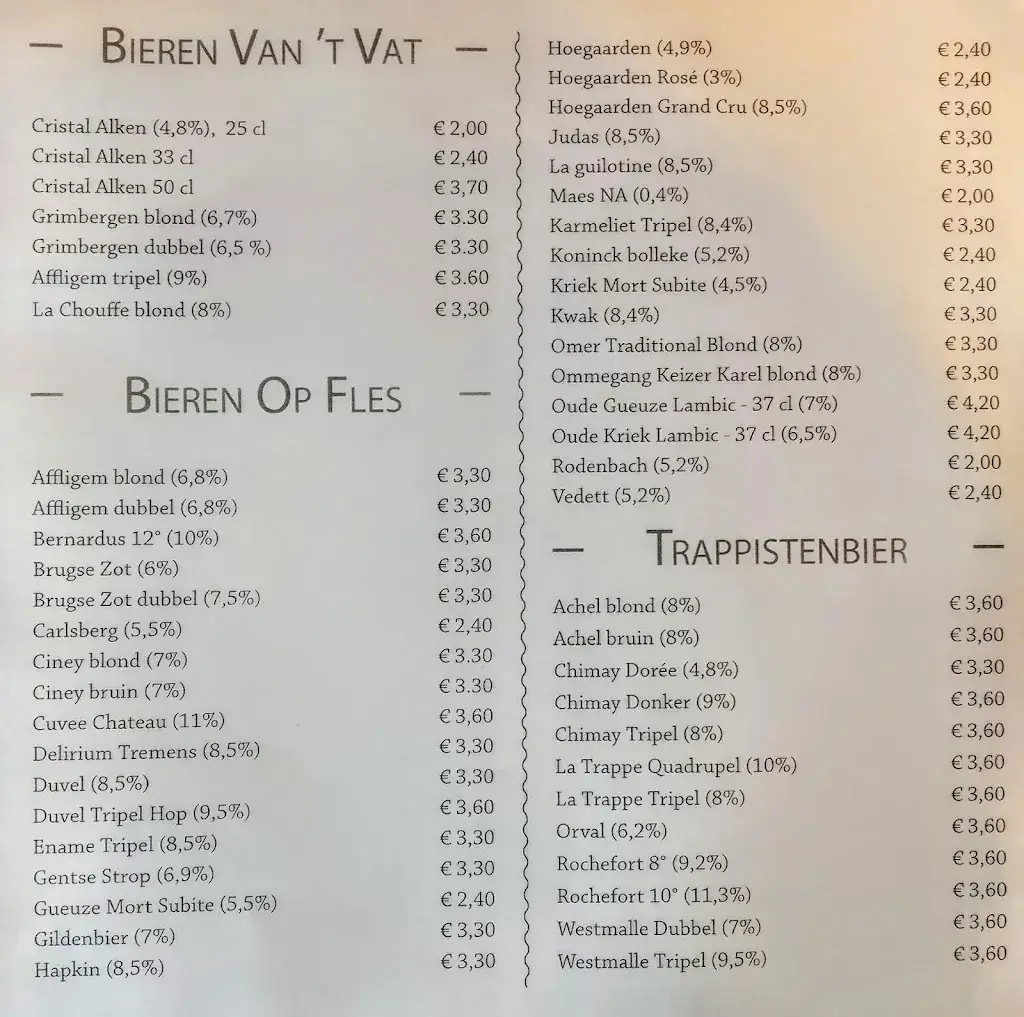 — Bieren Van 't Vat —
Cristal Alken (4,8%), 25 cl € 2,00
Cristal Alken 33 cl € 2,40
Cristal Alken 50 cl € 3,70
Grimbergen blond (6,7%) € 3.30
Grimbergen dubbel (6,5 %) € 3.30
Affligem tripel (9%) € 3.60
La Chouffe blond (8%) € 3,30
— Bieren Op Fles —
Affligem blond (6,8%) € 3,30
Affligem dubbel (6,8%) € 3,30
Bernardus 12° (10%) € 3,60
Brugse Zot (6%) € 3,30
Brugse Zot dubbel (7,5%) € 3,30
Carlsberg (5,5%) € 2,40
Ciney blond (7%) € 3.30
Ciney bruin (7%) € 3.30
Cuvee Chateau (11%) € 3,60
Delirium Tremens (8,5%) € 3,30
Duvel (8,5%) € 3,30
Duvel Tripel Hop (9,5%) € 3,60
Ename Tripel (8,5%) € 3,30
Gentse Strop (6,9%) € 3,30
Gueuze Mort Subite (5,5%) € 2,40
Gildenbier (7%) € 3,30
Hapkin (8,5%) € 3,30
Hoegaarden (4,9%) € 2,40
Hoegaarden Rosé (3%) € 2,40
Hoegaarden Grand Cru (8,5%) € 3,60
Judas (8,5%) € 3,30
La guilotine (8,5%) € 3,30
Maes NA (0,4%) € 2,00
Karmeliet Tripel (8,4%) € 3,30
Koninck bolleke (5,2%) € 2,40
Kriek Mort Subite (4,5%) € 2,40
Kwak (8,4%) € 3,30
Omer Traditional Blond (8%) € 3,30
Ommegang Keizer Karel blond (8%) € 3,30
Oude Gueuze Lambic - 37 cl (7%) € 4,20
Oude Kriek Lambic - 37 cl (6,5%) € 4,20
Rodenbach (5,2%) € 2,00
Vedett (5,2%) € 2,40
— Trappistenbier —
Achel blond (8%) € 3,60
Achel bruin (8%) € 3,60
Chimay Dorée (4,8%) € 3,30
Chimay Donker (9%) € 3,60
Chimay Tripel (8%) € 3,60
La Trappe Quadrupel (10%) € 3,60
La Trappe Tripel (8%) € 3,60
Orval (6,2%) € 3,60
Rochefort 8° (9,2%) € 3,60
Rochefort 10° (11,3%) € 3,60
Westmalle Dubbel (7%) € 3,60
Westmalle Tripel (9,5%) € 3,60